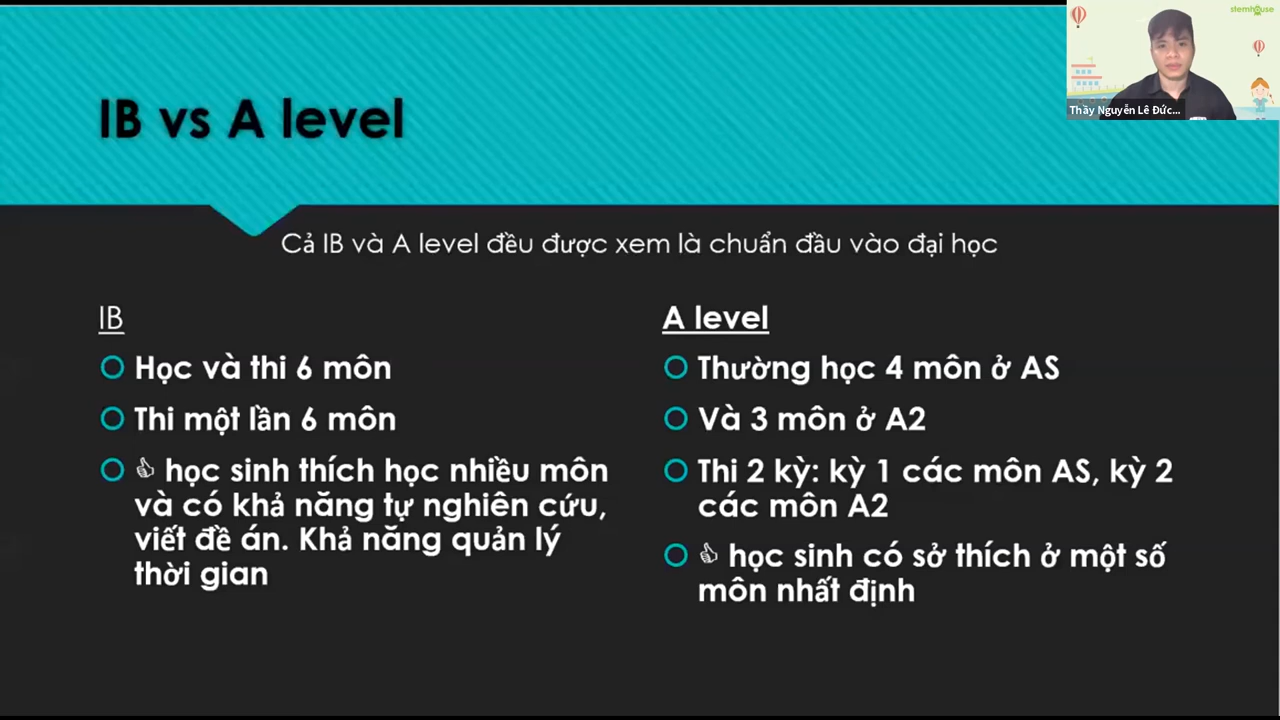 stemhouse
Thầy Nguyễn Lê Đức...
IB vs A level
Cả IB và A level đều được xem là chuẩn đầu vào đại học
IB
Học và thi 6 môn
Thi một lần 6 môn
👍 học sinh thích học nhiều môn
và có khả năng tự nghiên cứu,
viết đề án. Khả năng quản lý
thời gian
A level
Thường học 4 môn ở AS
Và 3 môn ở A2
Thi 2 kỳ: kỳ 1 các môn AS, kỳ 2
các môn A2
👍 học sinh có sở thích ở một số
môn nhất định